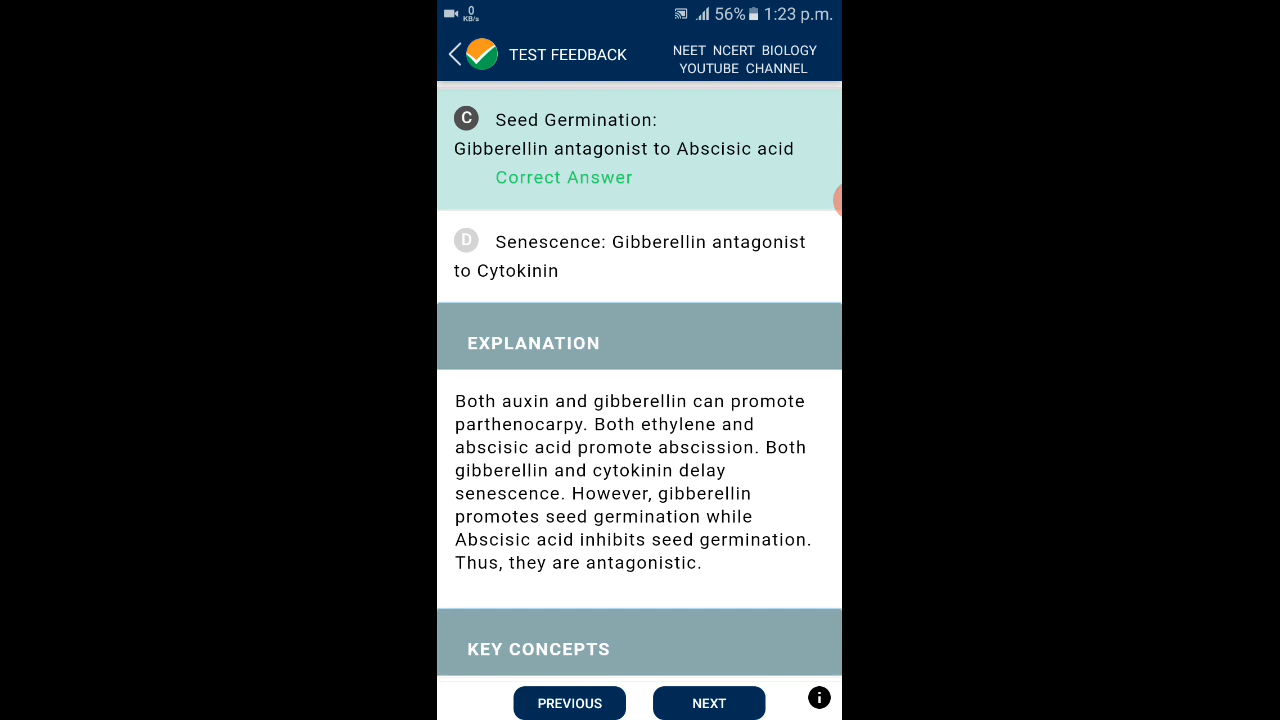 0
KB/s
56% 1:23 p.m.
TEST FEEDBACK
NEET NCERT BIOLOGY
YOUTUBE CHANNEL
C Seed Germination:
Gibberellin antagonist to Abscisic acid
Correct Answer
D Senescence: Gibberellin antagonist
to Cytokinin
EXPLANATION
Both auxin and gibberellin can promote
parthenocarpy. Both ethylene and
abscisic acid promote abscission. Both
gibberellin and cytokinin delay
senescence. However, gibberellin
promotes seed germination while
Abscisic acid inhibits seed germination.
Thus, they are antagonistic.
KEY CONCEPTS
PREVIOUS
NEXT
i